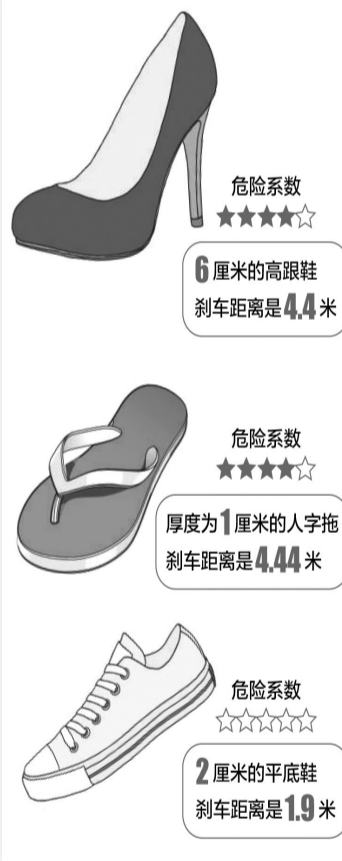 危险系数
★★★★☆
6厘米的高跟鞋
刹车距离是4.4米
危险系数
★★★★☆
厚度为1厘米的人字拖
刹车距离是4.44米
危险系数
☆☆☆☆☆
2厘米的平底鞋
刹车距离是1.9米